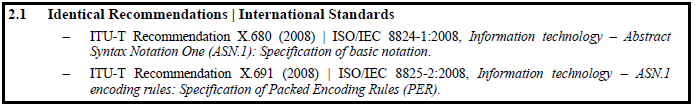 2.1 Identical Recommendations | International Standards
– ITU-T Recommendation X.680 (2008) | ISO/IEC 8824-1:2008, Information technology – Abstract
Syntax Notation One (ASN.1): Specification of basic notation.
– ITU-T Recommendation X.691 (2008) | ISO/IEC 8825-2:2008, Information technology – ASN.1
encoding rules: Specification of Packed Encoding Rules (PER).